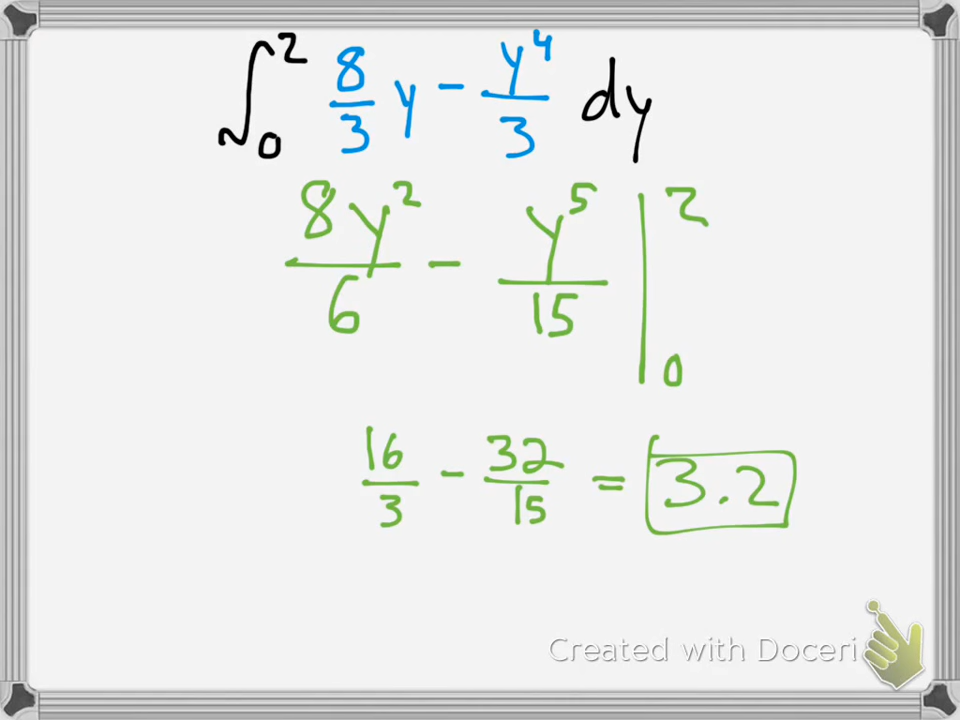 ∫₀² 8/3 y - y⁴/3 dy
8y²/6 - y⁵/15 |₀²
16/3 - 32/15 = 3.2
Created with Doceri